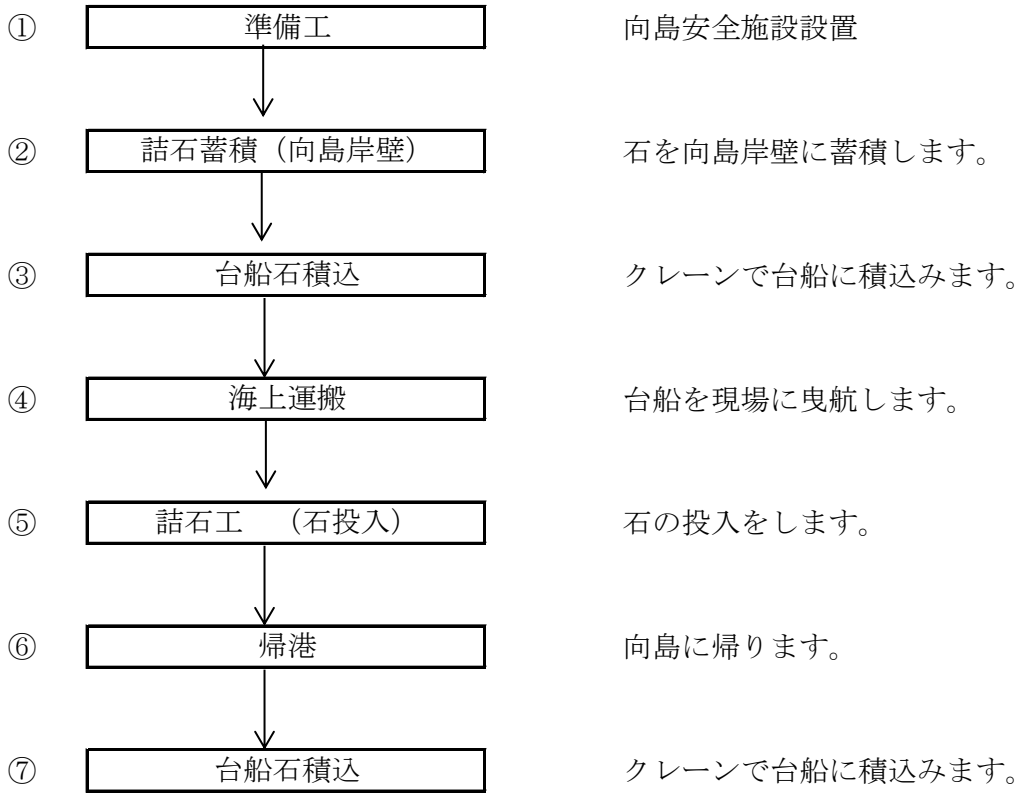 ① 準備工 向島安全施設設置
② 詰石蓄積（向島岸壁） 石を向島岸壁に蓄積します。
③ 台船石積込 クレーンで台船に積込みます。
④ 海上運搬 台船を現場に曳航します。
⑤ 詰石工　（石投入） 石の投入をします。
⑥ 帰港 向島に帰ります。
⑦ 台船石積込 クレーンで台船に積込みます。